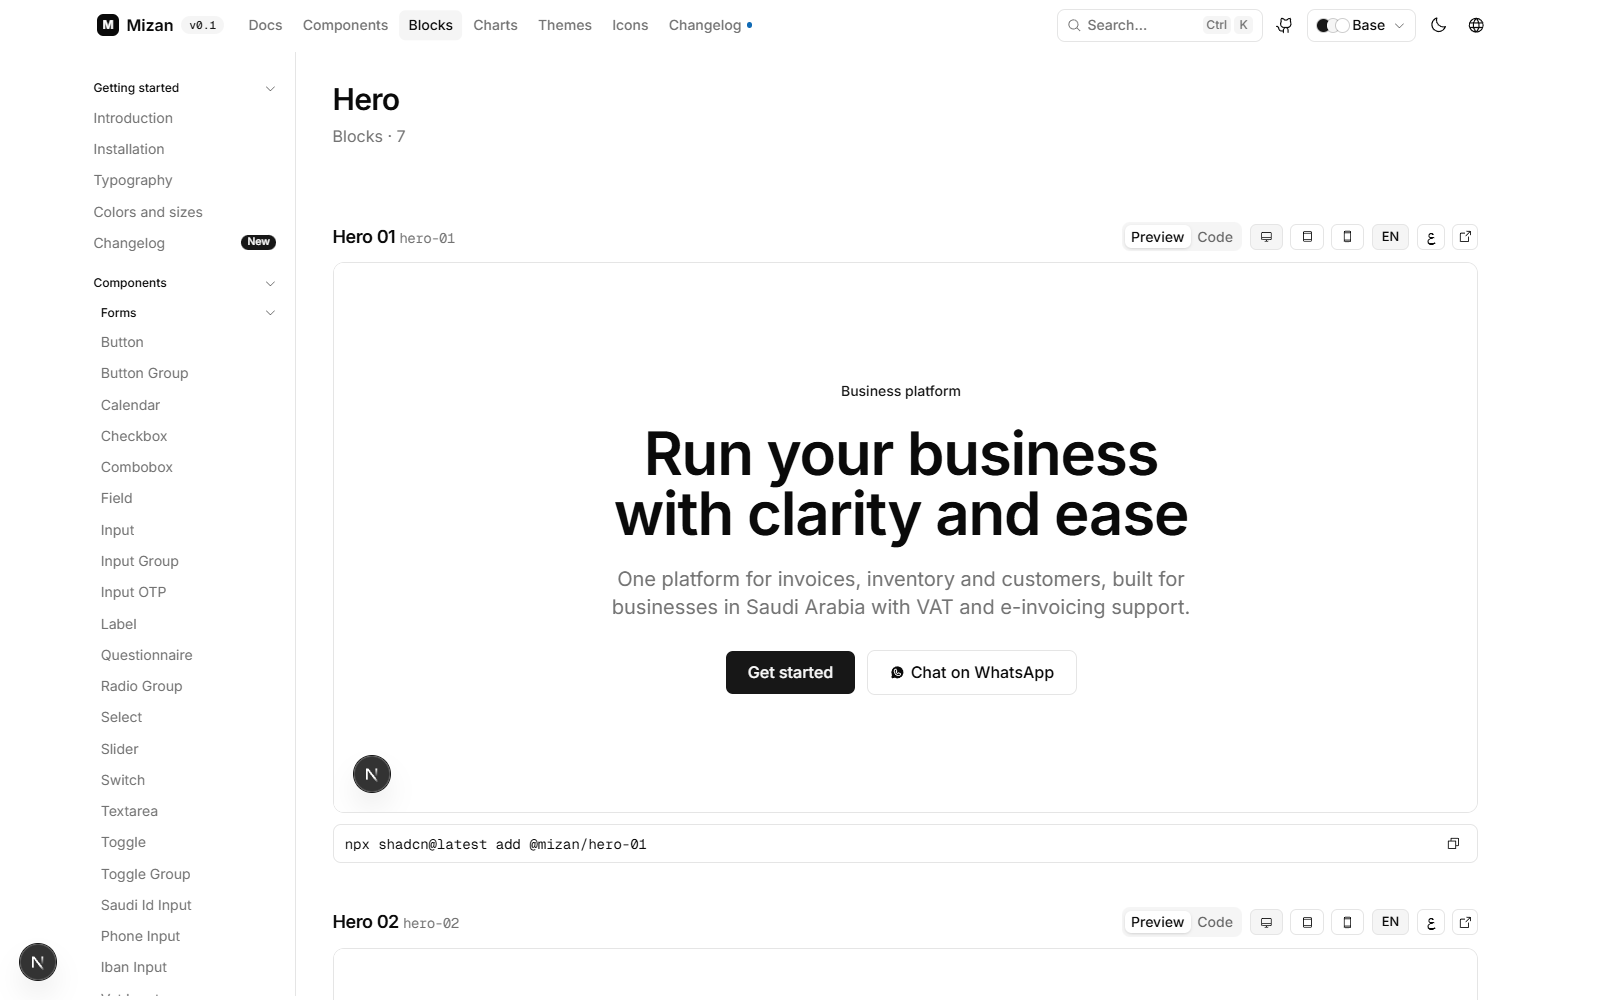 M Mizan v0.1 Docs Components Blocks Charts Themes Icons Changelog Search... Ctrl K Base
Getting started
Introduction
Installation
Typography
Colors and sizes
Changelog New
Components
Forms
Button
Button Group
Calendar
Checkbox
Combobox
Field
Input
Input Group
Input OTP
Label
Questionnaire
Radio Group
Select
Slider
Switch
Textarea
Toggle
Toggle Group
Saudi Id Input
Phone Input
Iban Input
Hero
Blocks · 7
Hero 01 hero-01 Preview Code EN ع
Business platform
Run your business
with clarity and ease
One platform for invoices, inventory and customers, built for
businesses in Saudi Arabia with VAT and e-invoicing support.
Get started Chat on WhatsApp
N
npx shadcn@latest add @mizan/hero-01
Hero 02 hero-02 Preview Code EN ع
N